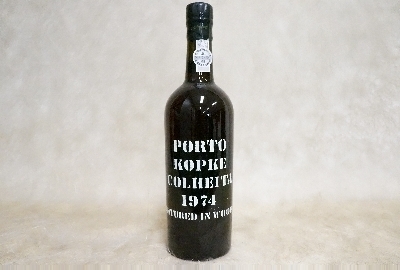 PORTO
KOPKE
COLHEITA
1974
MATURED IN WOOD